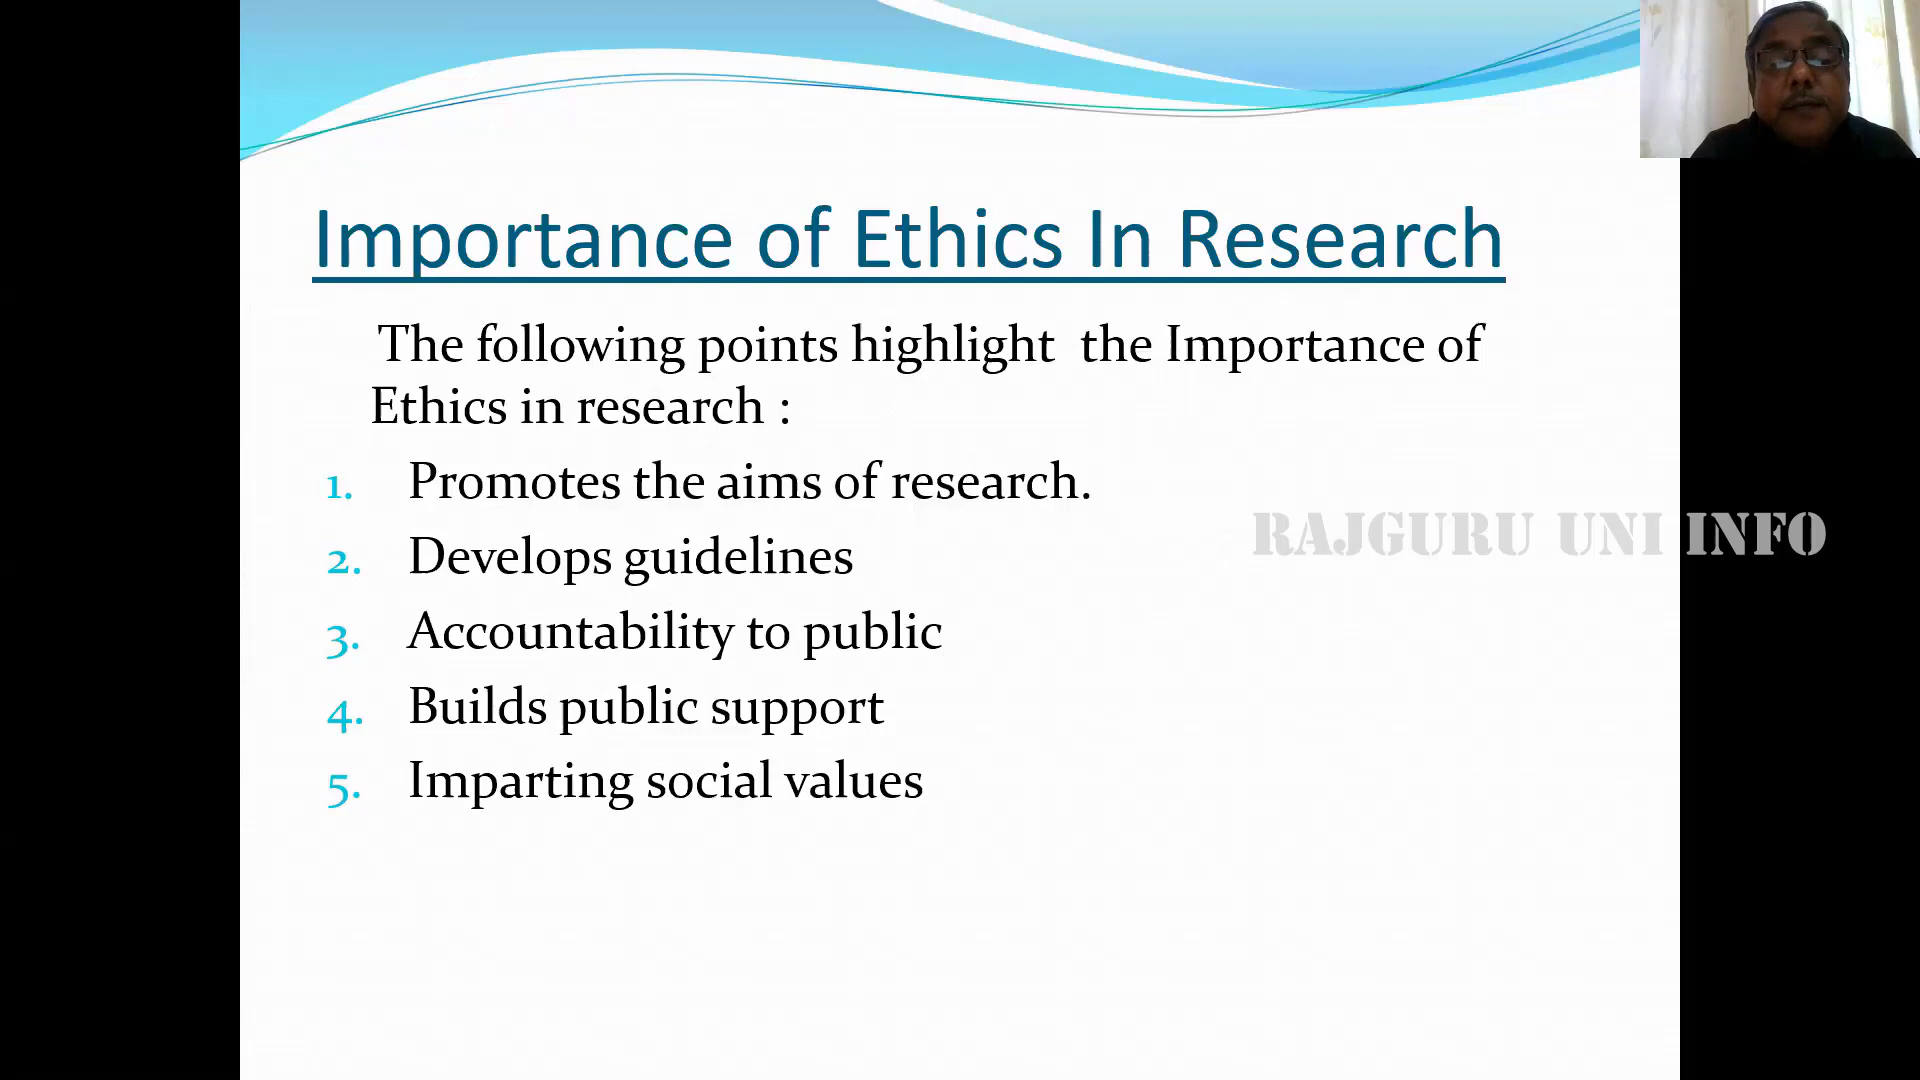 Importance of Ethics In Research
The following points highlight the Importance of
Ethics in research :
1. Promotes the aims of research.
2. Develops guidelines
3. Accountability to public
4. Builds public support
5. Imparting social values
RAJGURU UNI INFO